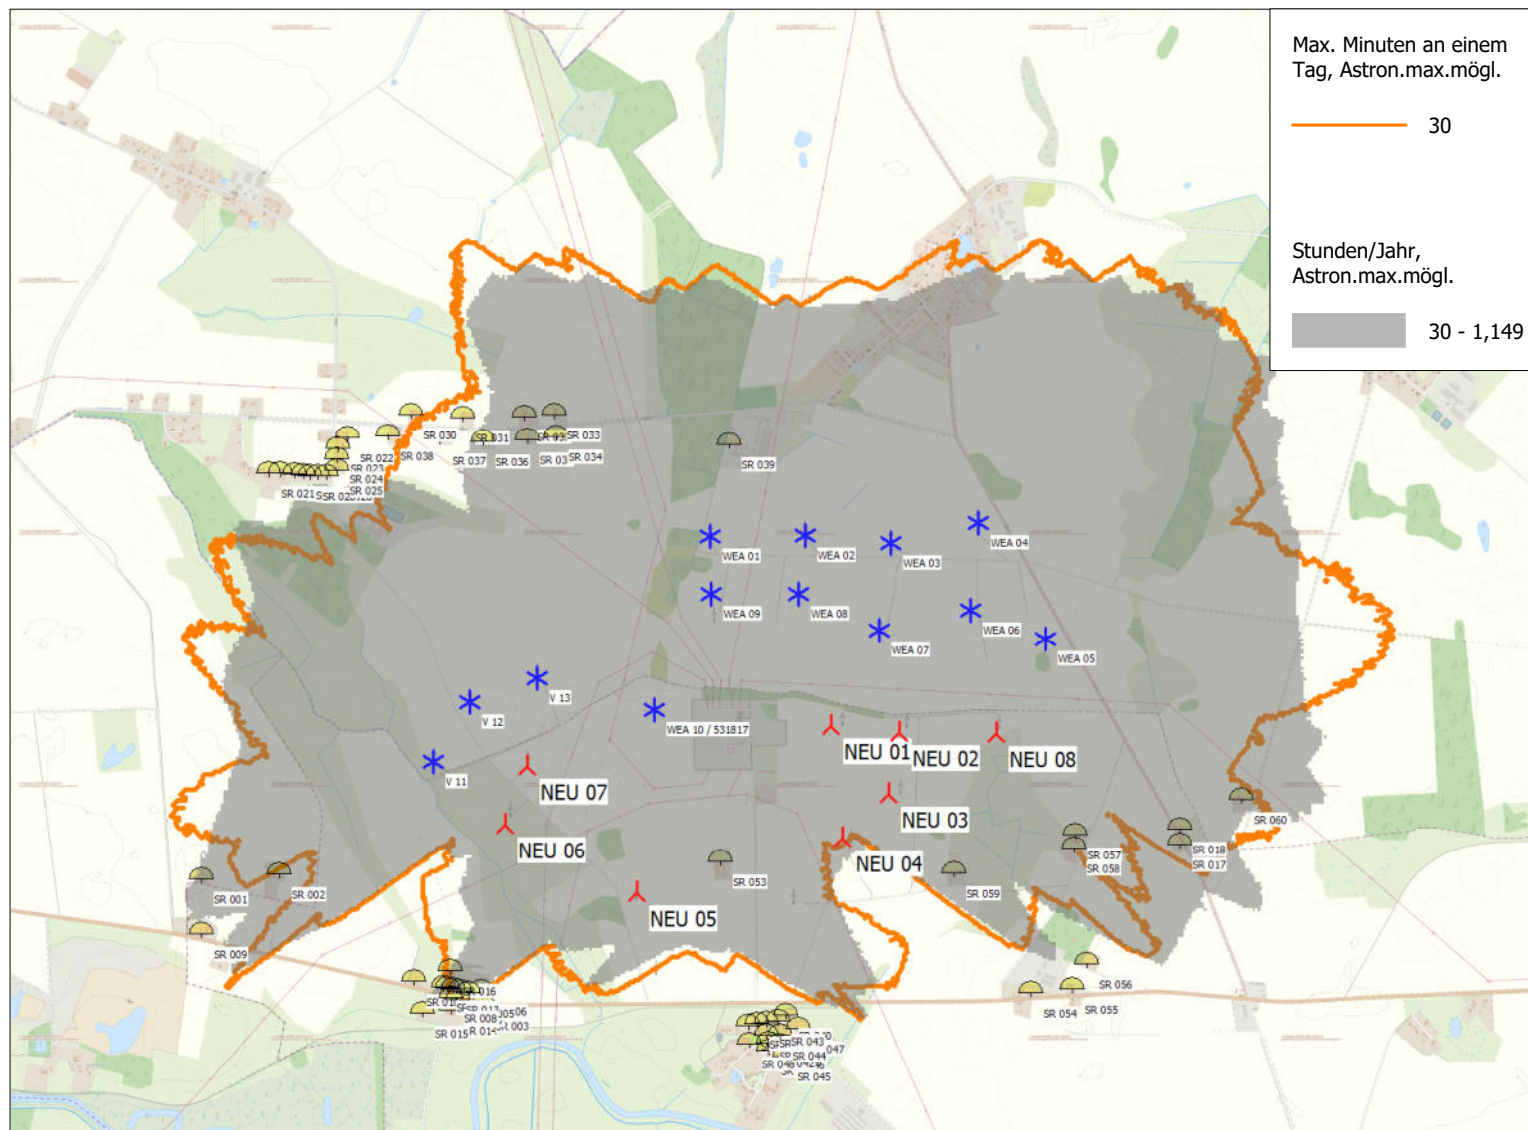 Max. Minuten an einem
Tag, Astron.max.mögl.
30
Stunden/Jahr,
Astron.max.mögl.
30 - 1,149
SR 030
SR 031
SR 033
SR 022
SR 038
SR 037
SR 036
SR 034
SR 039
SR 023
SR 024
SR 025
SR 021
WEA 04
WEA 01
WEA 02
WEA 03
WEA 09
WEA 08
WEA 06
WEA 07
WEA 05
V 13
V 12
WEA 10 / 531817
NEU 01
NEU 02
NEU 08
V 11
NEU 07
NEU 03
SR 060
NEU 06
NEU 04
SR 057
SR 018
SR 058
SR 017
SR 053
SR 059
SR 002
SR 001
NEU 05
SR 009
SR 016
SR 056
SR 054
SR 055
SR 008
SR 003
SR 015
SR 014
SR 043
SR 044
SR 045